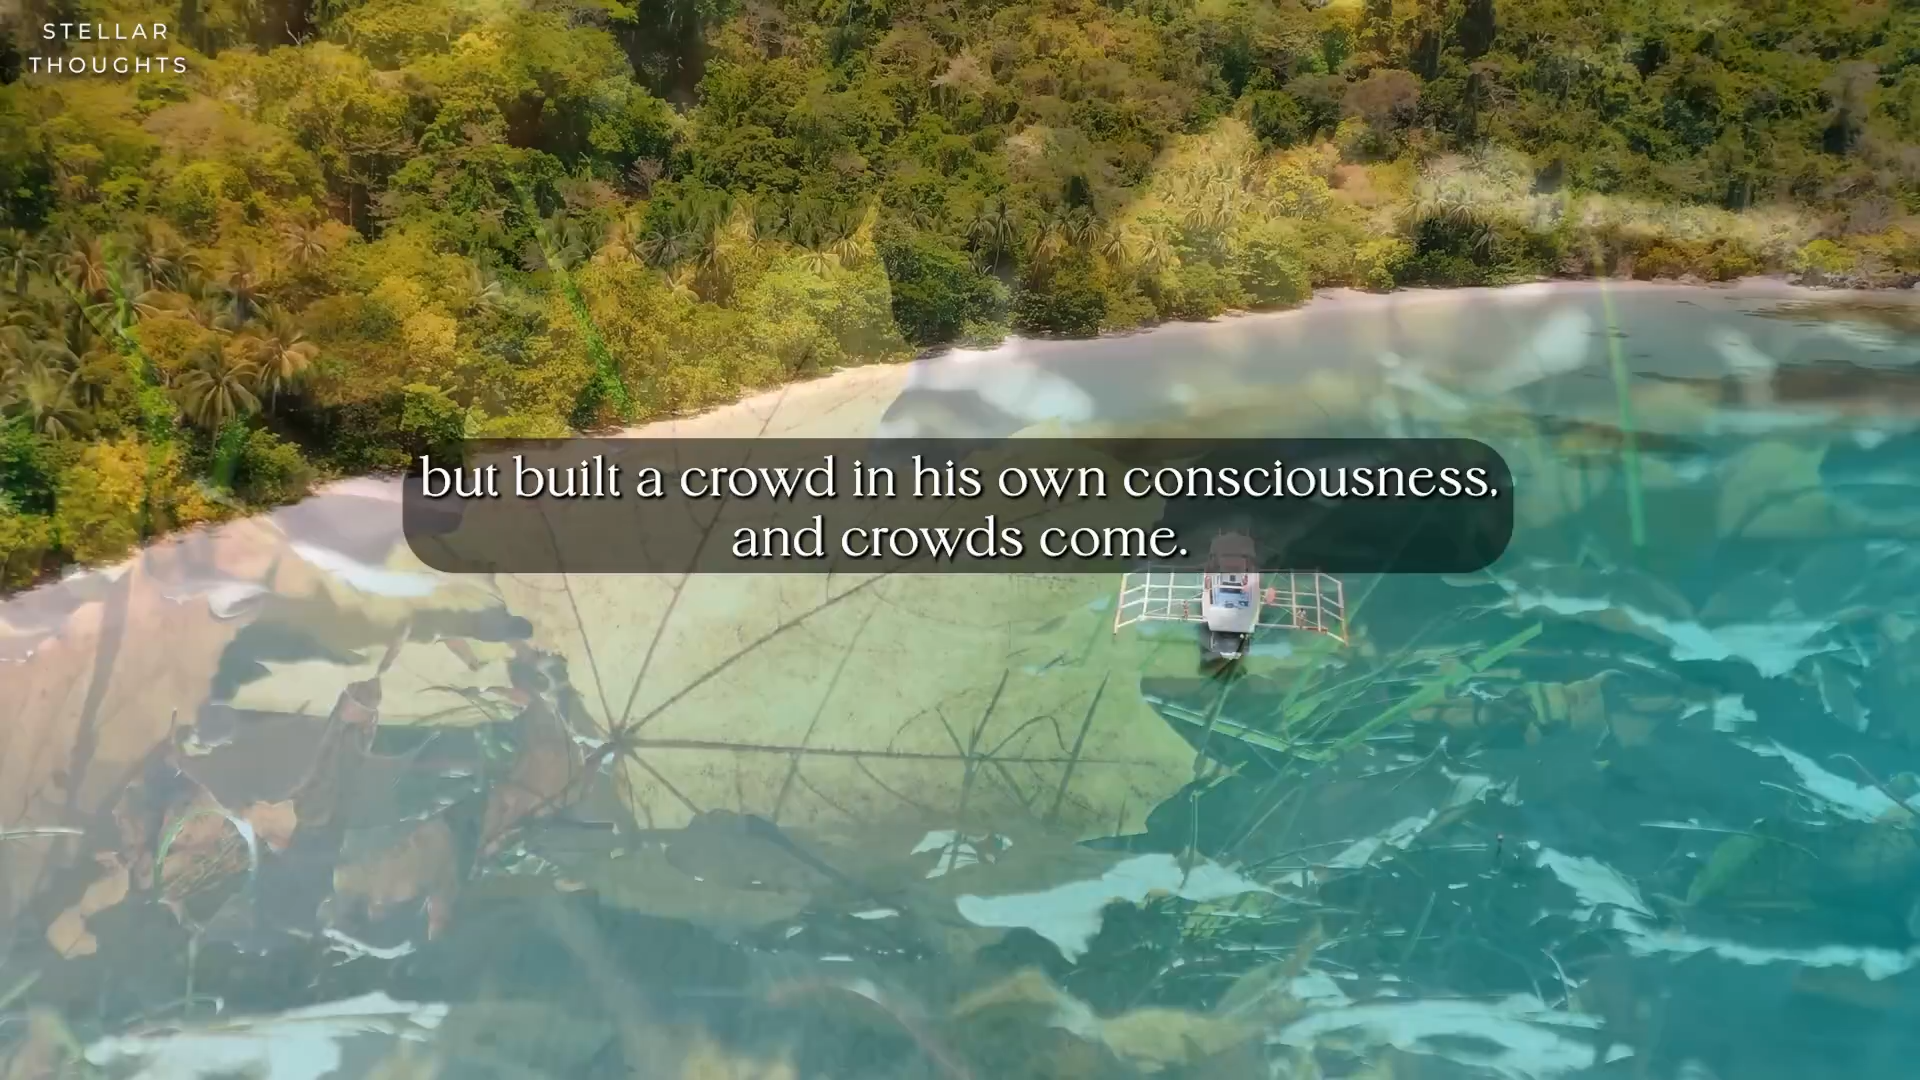 STELLAR
THOUGHTS
but built a crowd in his own consciousness,
and crowds come.